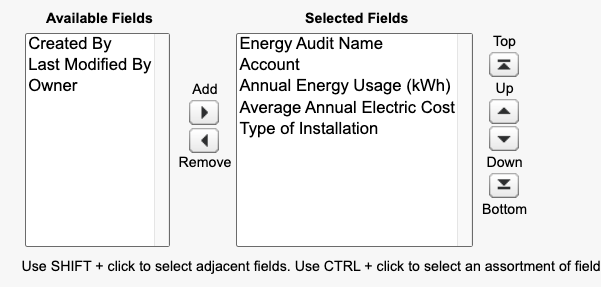 Available Fields
Selected Fields
Created By
Last Modified By
Owner
Add
Remove
Energy Audit Name
Account
Annual Energy Usage (kWh)
Average Annual Electric Cost
Type of Installation
Top
Up
Down
Bottom
Use SHIFT + click to select adjacent fields. Use CTRL + click to select an assortment of field